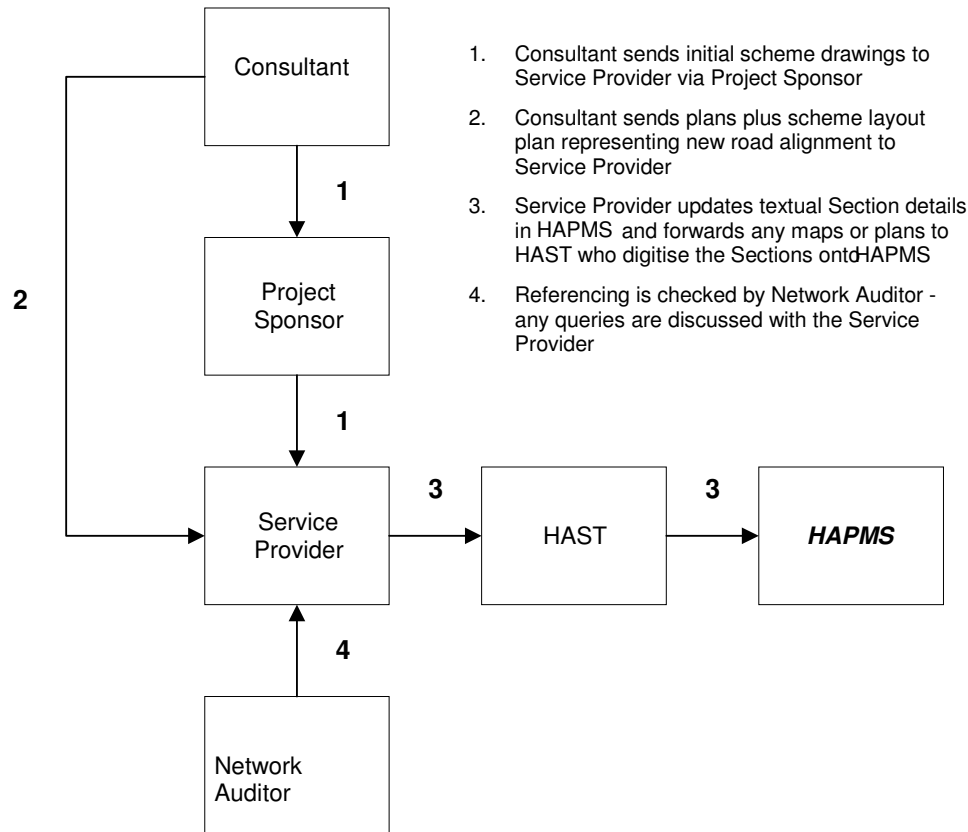 Consultant
1. Consultant sends initial scheme drawings to
Service Provider via Project Sponsor
2. Consultant sends plans plus scheme layout
plan representing new road alignment to
Service Provider
3. Service Provider updates textual Section details
in HAPMS and forwards any maps or plans to
HAST who digitise the Sections onto HAPMS
4. Referencing is checked by Network Auditor -
any queries are discussed with the Service
Provider
1
2
Project
Sponsor
1
Service
Provider
3
HAST
3
HAPMS
4
Network
Auditor